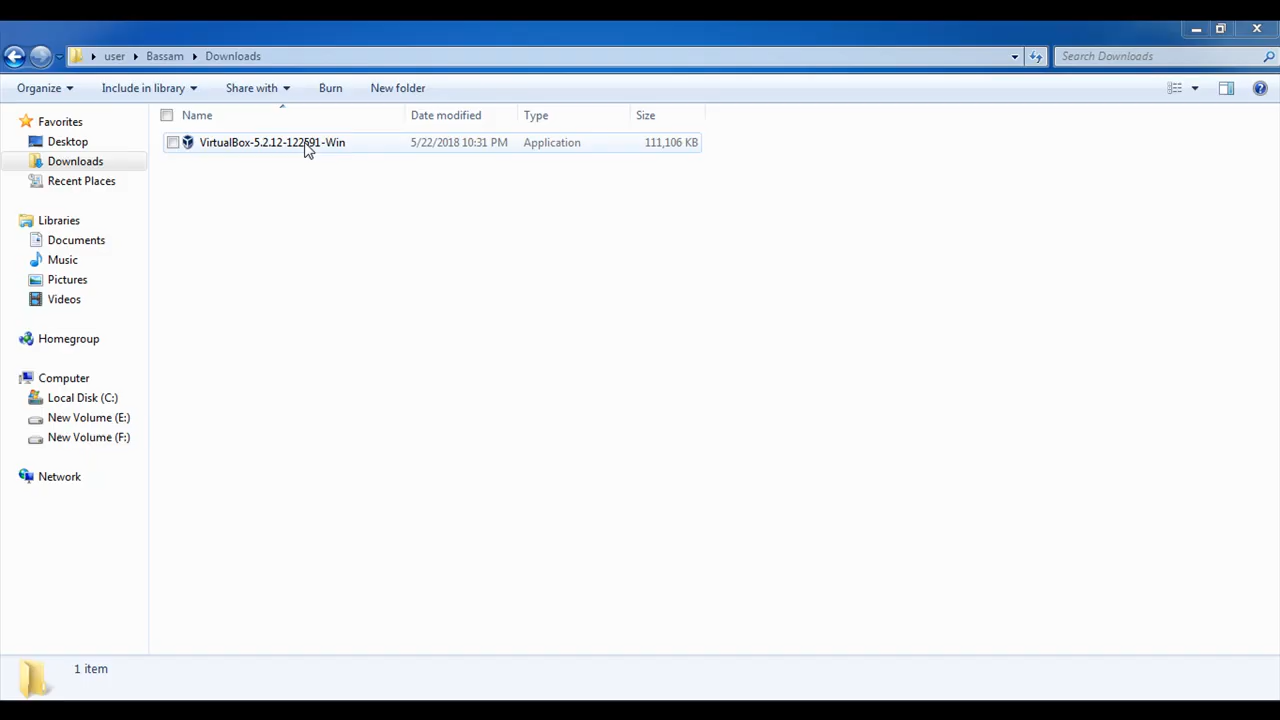 user Bassam Downloads
Search Downloads
Organize Include in library Share with Burn New folder
Name Date modified Type Size
VirtualBox-5.2.12-122591-Win 5/22/2018 10:31 PM Application 111,106 KB
Favorites
Desktop
Downloads
Recent Places
Libraries
Documents
Music
Pictures
Videos
Homegroup
Computer
Local Disk (C:)
New Volume (E:)
New Volume (F:)
Network
1 item